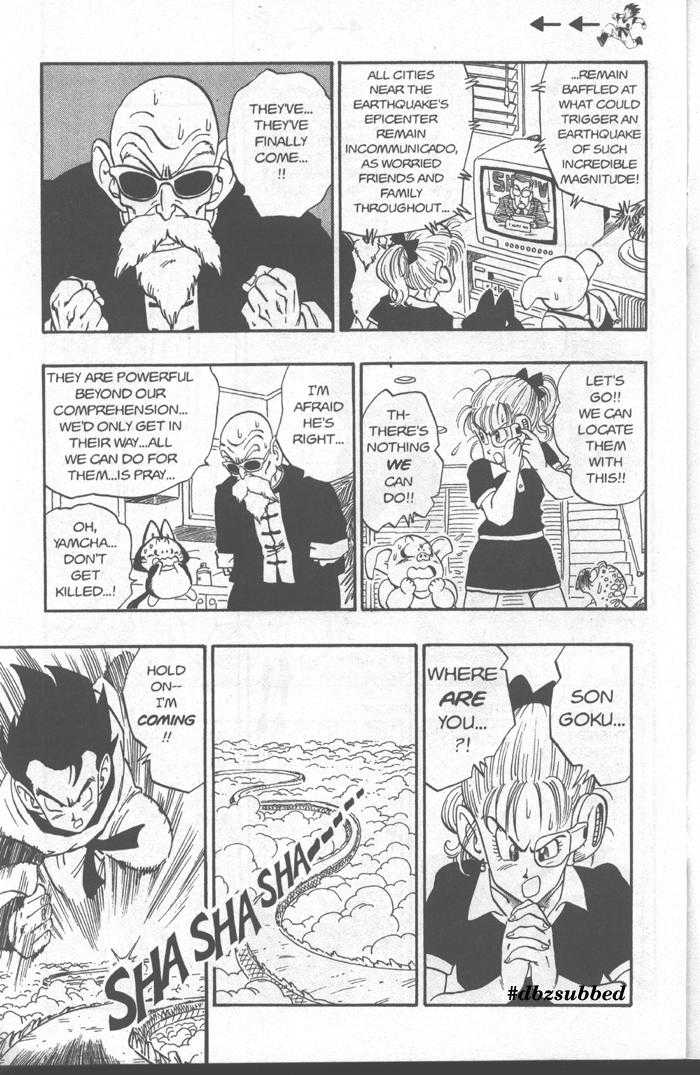 ...REMAIN
BAFFLED AT
WHAT COULD
TRIGGER AN
EARTHQUAKE
OF SUCH
INCREDIBLE
MAGNITUDE!
ALL CITIES
NEAR THE
EARTHQUAKE'S
EPICENTER
REMAIN
INCOMMUNICADO,
AS WORRIED
FRIENDS AND
FAMILY
THROUGHOUT...
THEY'VE...
THEY'VE
FINALLY
COME...
!!
LET'S
GO!!
WE CAN
LOCATE
THEM
WITH
THIS!!
TH-
THERE'S
NOTHING
WE
CAN
DO!!
I'M
AFRAID
HE'S
RIGHT...
THEY ARE POWERFUL
BEYOND OUR
COMPREHENSION...
WE'D ONLY GET IN
THEIR WAY...ALL
WE CAN DO FOR
THEM...IS PRAY...
OH,
YAMCHA...
DON'T
GET
KILLED...!
SON
GOKU...
WHERE
ARE
YOU...
?!
SHA SHA SHA
HOLD
ON--
I'M
COMING
!!
#dbzsubbed